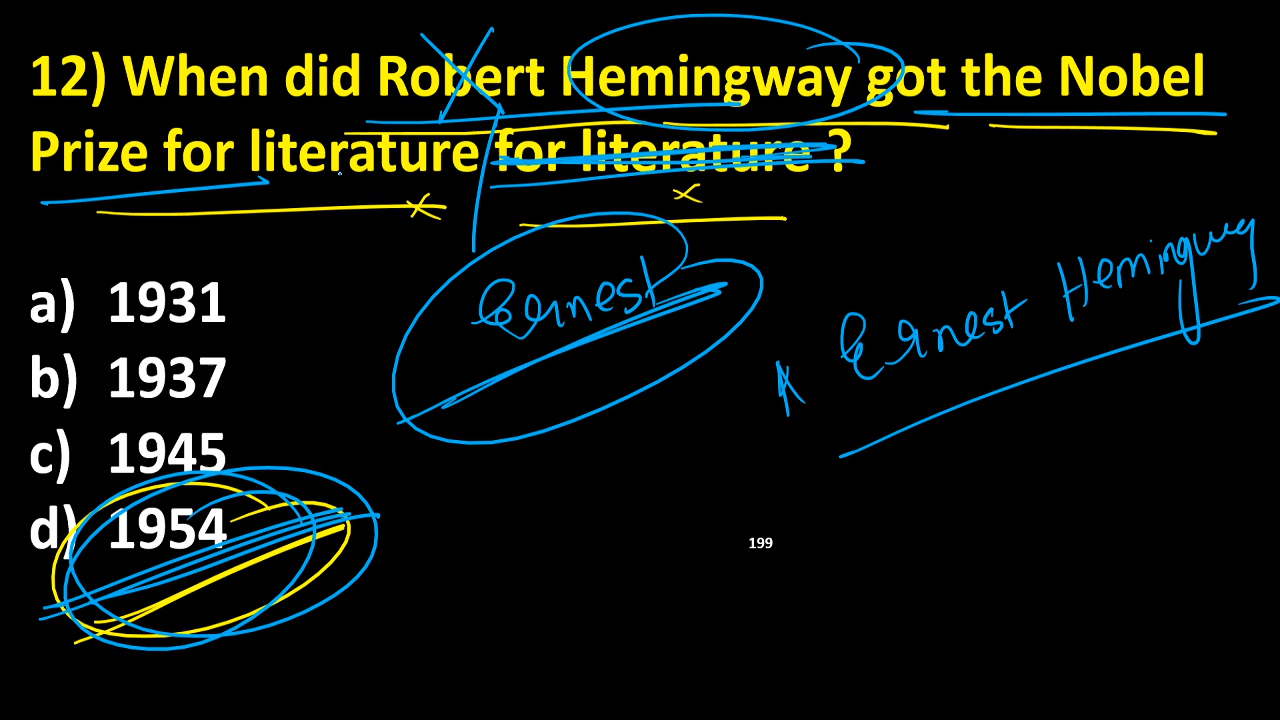 12) When did Robert Hemingway got the Nobel
Prize for literature for literature ?
Ernest
Ernest Hemingway
a) 1931
b) 1937
c) 1945
d) 1954
199